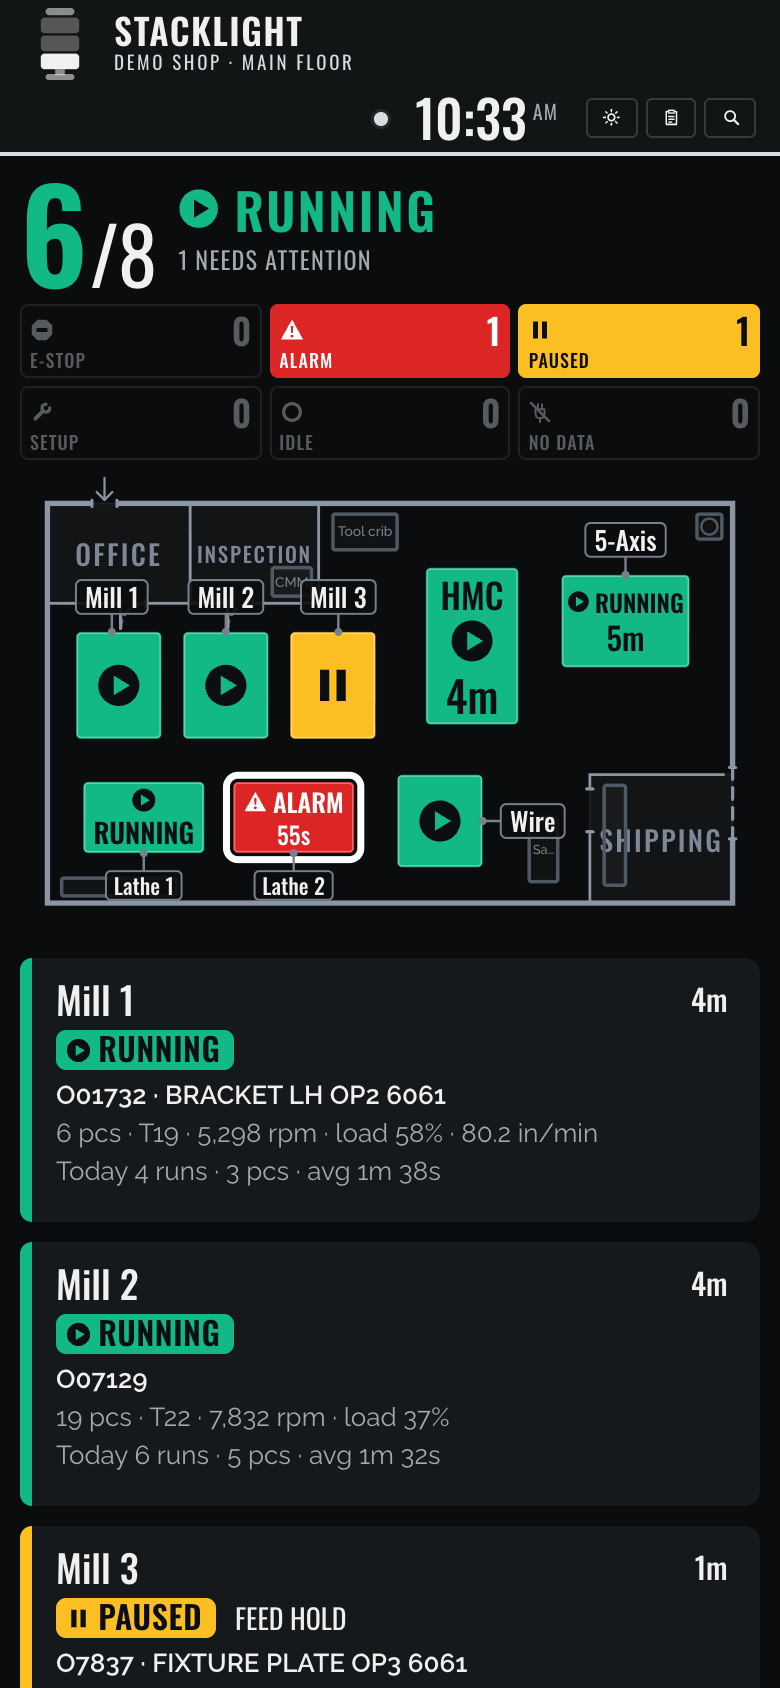 STACKLIGHT
DEMO SHOP · MAIN FLOOR
10:33 AM
6/8
RUNNING
1 NEEDS ATTENTION
0
E-STOP
1
ALARM
1
PAUSED
0
SETUP
0
IDLE
0
NO DATA
OFFICE
INSPECTION
Tool crib
CMM
5-Axis
Mill 1
Mill 2
Mill 3
HMC
4m
RUNNING
5m
RUNNING
ALARM
55s
Wire
Sa…
SHIPPING
Lathe 1
Lathe 2
Mill 1
4m
RUNNING
O01732 · BRACKET LH OP2 6061
6 pcs · T19 · 5,298 rpm · load 58% · 80.2 in/min
Today 4 runs · 3 pcs · avg 1m 38s
Mill 2
4m
RUNNING
O07129
19 pcs · T22 · 7,832 rpm · load 37%
Today 6 runs · 5 pcs · avg 1m 32s
Mill 3
1m
PAUSED FEED HOLD
O7837 · FIXTURE PLATE OP3 6061